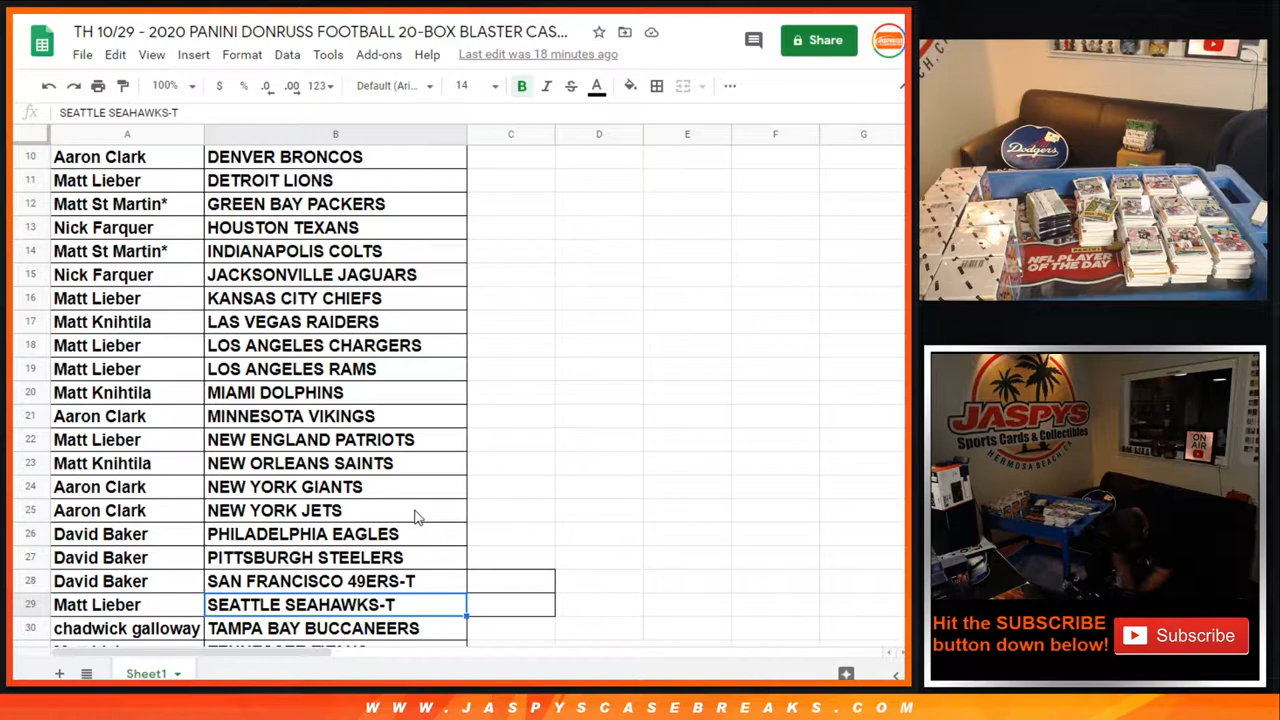 TH 10/29 - 2020 PANINI DONRUSS FOOTBALL 20-BOX BLASTER CAS...
File Edit View Insert Format Data Tools Add-ons Help Last edit was 18 minutes ago
Share
100% $ % .0 .00 123 Default (Ari... 14 B I S A
fx SEATTLE SEAHAWKS-T
A B C D E F G
10 Aaron Clark DENVER BRONCOS
11 Matt Lieber DETROIT LIONS
12 Matt St Martin* GREEN BAY PACKERS
13 Nick Farquer HOUSTON TEXANS
14 Matt St Martin* INDIANAPOLIS COLTS
15 Nick Farquer JACKSONVILLE JAGUARS
16 Matt Lieber KANSAS CITY CHIEFS
17 Matt Knihtila LAS VEGAS RAIDERS
18 Matt Lieber LOS ANGELES CHARGERS
19 Matt Lieber LOS ANGELES RAMS
20 Matt Knihtila MIAMI DOLPHINS
21 Aaron Clark MINNESOTA VIKINGS
22 Matt Lieber NEW ENGLAND PATRIOTS
23 Matt Knihtila NEW ORLEANS SAINTS
24 Aaron Clark NEW YORK GIANTS
25 Aaron Clark NEW YORK JETS
26 David Baker PHILADELPHIA EAGLES
27 David Baker PITTSBURGH STEELERS
28 David Baker SAN FRANCISCO 49ERS-T
29 Matt Lieber SEATTLE SEAHAWKS-T
30 chadwick galloway TAMPA BAY BUCCANEERS
Sheet1
Dodgers
NFL PLAYER
OF THE DAY
JASPYS
Sports Cards & Collectibles
HERMOSA BEACH, CA
ON
AIR
Hit the SUBSCRIBE
button down below!
Subscribe
WWW.JASPYSCASEBREAKS.COM